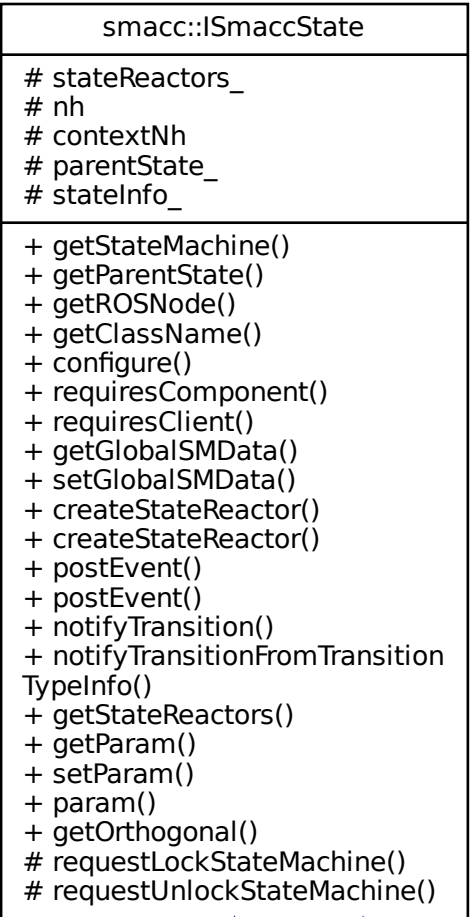 smacc::ISmaccState
# stateReactors_
# nh
# contextNh
# parentState_
# stateInfo_
+ getStateMachine()
+ getParentState()
+ getROSNode()
+ getClassName()
+ configure()
+ requiresComponent()
+ requiresClient()
+ getGlobalSMData()
+ setGlobalSMData()
+ createStateReactor()
+ createStateReactor()
+ postEvent()
+ postEvent()
+ notifyTransition()
+ notifyTransitionFromTransition
TypeInfo()
+ getStateReactors()
+ getParam()
+ setParam()
+ param()
+ getOrthogonal()
# requestLockStateMachine()
# requestUnlockStateMachine()